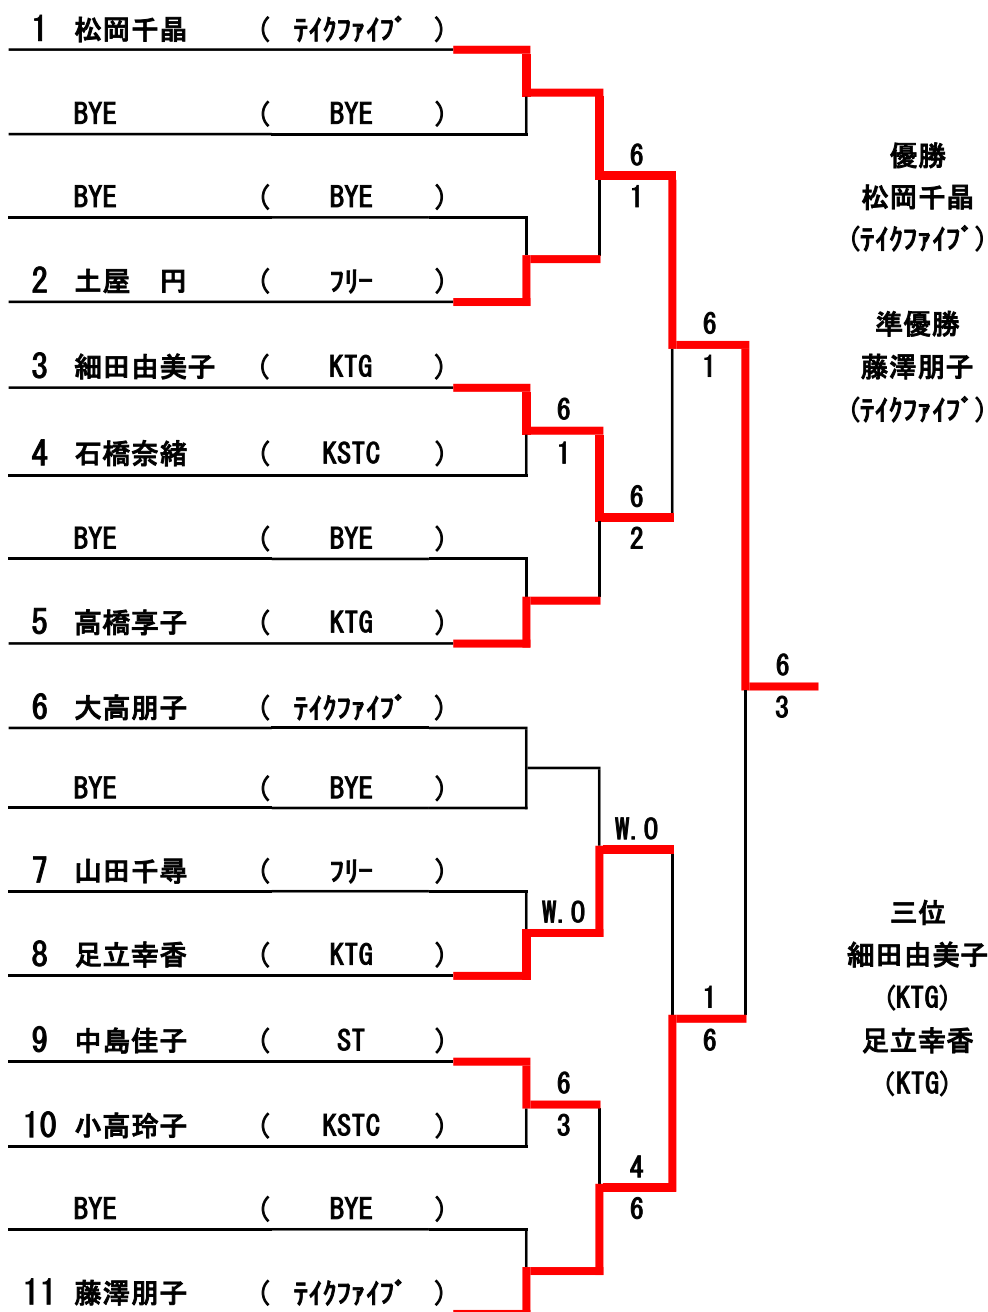 1 松岡千晶 ( ﾃｲｸﾌｧｲﾌﾞ )
BYE ( BYE )
6
1
優勝
松岡千晶
(ﾃｲｸﾌｧｲﾌﾞ)
BYE ( BYE )
2 土屋　円 ( ﾌﾘｰ )
6
1
準優勝
藤澤朋子
(ﾃｲｸﾌｧｲﾌﾞ)
3 細田由美子 ( KTG )
6
1
4 石橋奈緒 ( KSTC )
6
2
BYE ( BYE )
5 高橋享子 ( KTG )
6
3
6 大高朋子 ( ﾃｲｸﾌｧｲﾌﾞ )
BYE ( BYE )
W.O
7 山田千尋 ( ﾌﾘｰ )
W.O
8 足立幸香 ( KTG )
三位
細田由美子
(KTG)
足立幸香
(KTG)
1
6
9 中島佳子 ( ST )
6
3
10 小高玲子 ( KSTC )
4
6
BYE ( BYE )
11 藤澤朋子 ( ﾃｲｸﾌｧｲﾌﾞ )